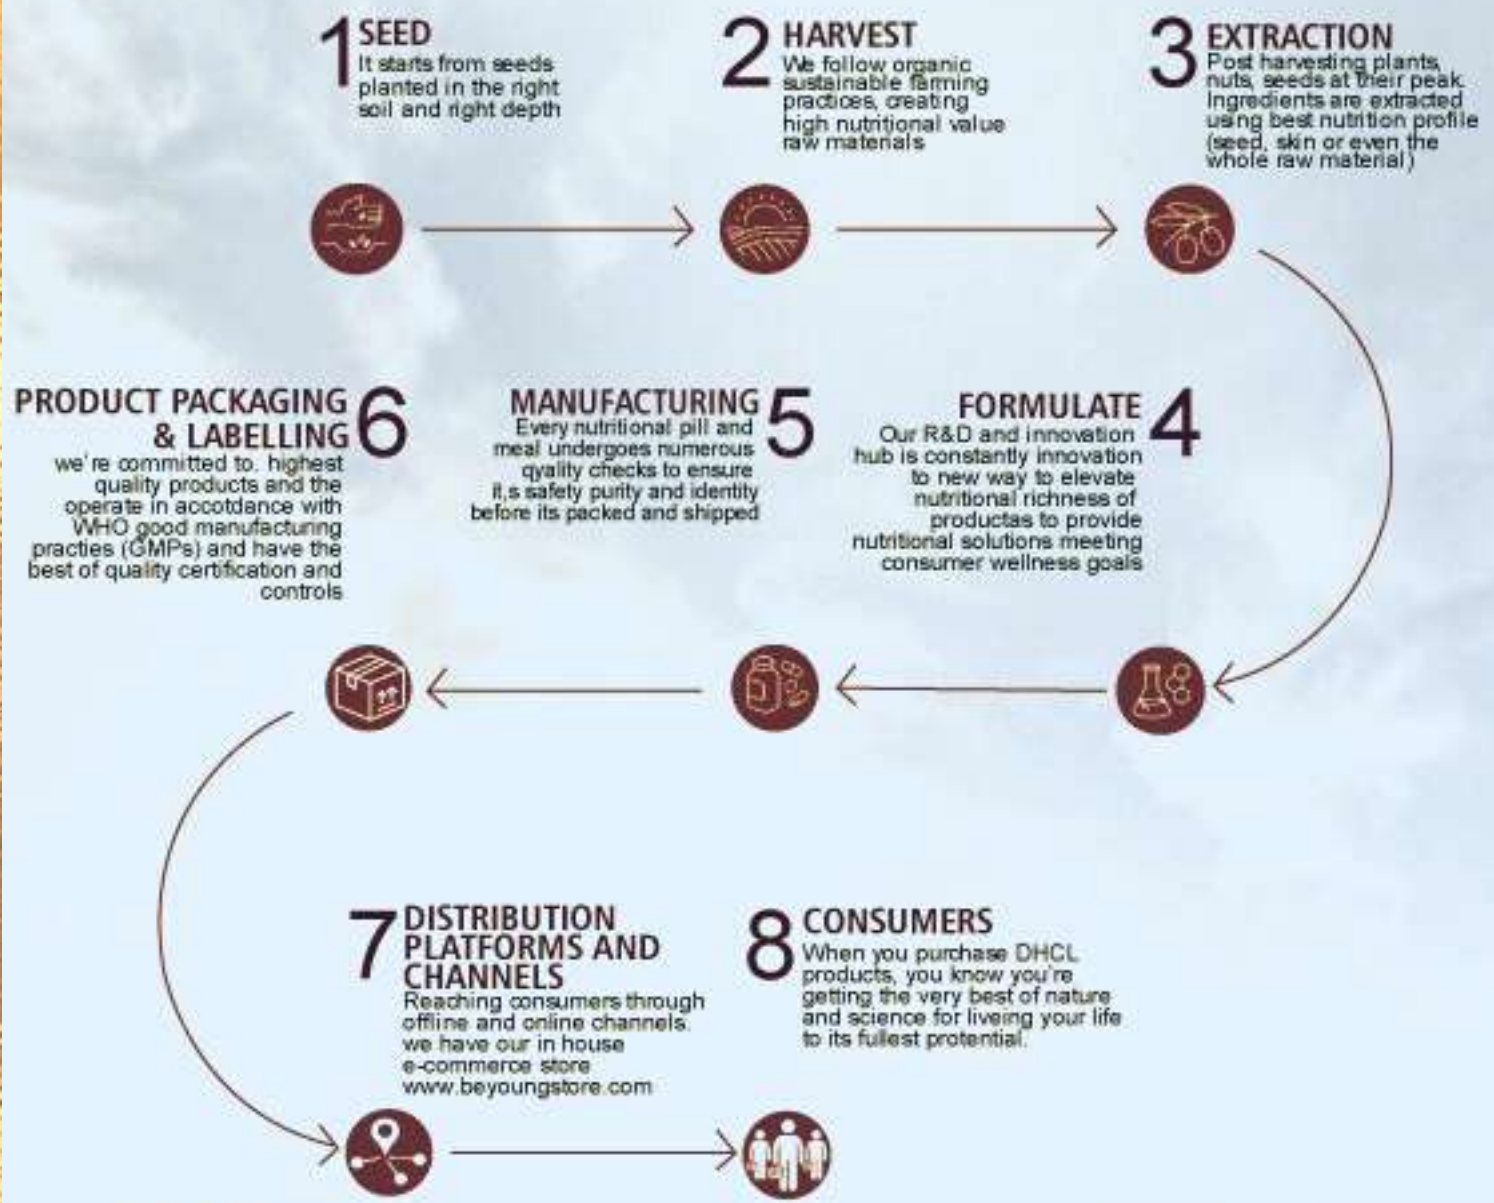 1 SEED
It starts from seeds
planted in the right
soil and right depth
2 HARVEST
We follow organic
sustainable farming
practices, creating
high nutritional value
raw materials
3 EXTRACTION
Post harvesting plants,
nuts, seeds at their peak.
Ingredients are extracted
using best nutrition profile
(seed, skin or even the
whole raw material)
FORMULATE 4
Our R&D and innovation
hub is constantly innovation
to new way to elevate
nutritional richness of
productas to provide
nutritional solutions meeting
consumer wellness goals
MANUFACTURING 5
Every nutritional pill and
meal undergoes numerous
qyality checks to ensure
it,s safety purity and identity
before its packed and shipped
PRODUCT PACKAGING
& LABELLING 6
we're committed to. highest
quality products and the
operate in accotdance with
WHO good manufacturing
practies (GMPs) and have the
best of quality certification and
controls
7 DISTRIBUTION
PLATFORMS AND
CHANNELS
Reaching consumers through
offline and online channels.
we have our in house
e-commerce store
www.beyoungstore.com
8 CONSUMERS
When you purchase DHCL
products, you know you're
getting the very best of nature
and science for liveing your life
to its fullest protential.